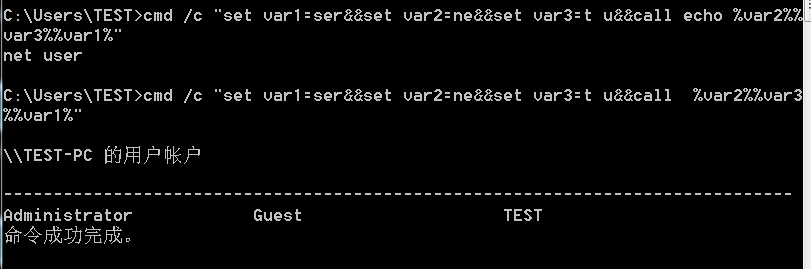 C:\Users\TEST>cmd /c "set var1=ser&&set var2=ne&&set var3=t u&&call echo %var2%%
var3%%var1%"
net user
C:\Users\TEST>cmd /c "set var1=ser&&set var2=ne&&set var3=t u&&call  %var2%%var3
%%var1%"
\\TEST-PC 的用户帐户
-------------------------------------------------------------------------------
Administrator            Guest                    TEST
命令成功完成。